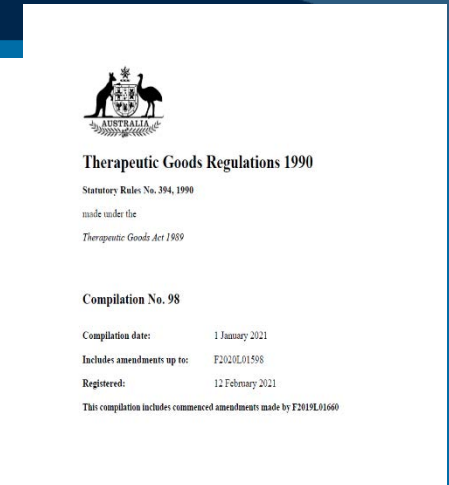 AUSTRALIA
Therapeutic Goods Regulations 1990
Statutory Rules No. 394, 1990
made under the
Therapeutic Goods Act 1989
Compilation No. 98
Compilation date: 1 January 2021
Includes amendments up to: F2020L01598
Registered: 12 February 2021
This compilation includes commenced amendments made by F2019L01660